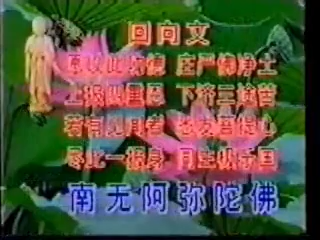 回向文
愿以此功德 庄严佛净土
上报四重恩 下济三途苦
若有见闻者 悉发菩提心
尽此一报身 同生极乐国
南无阿弥陀佛